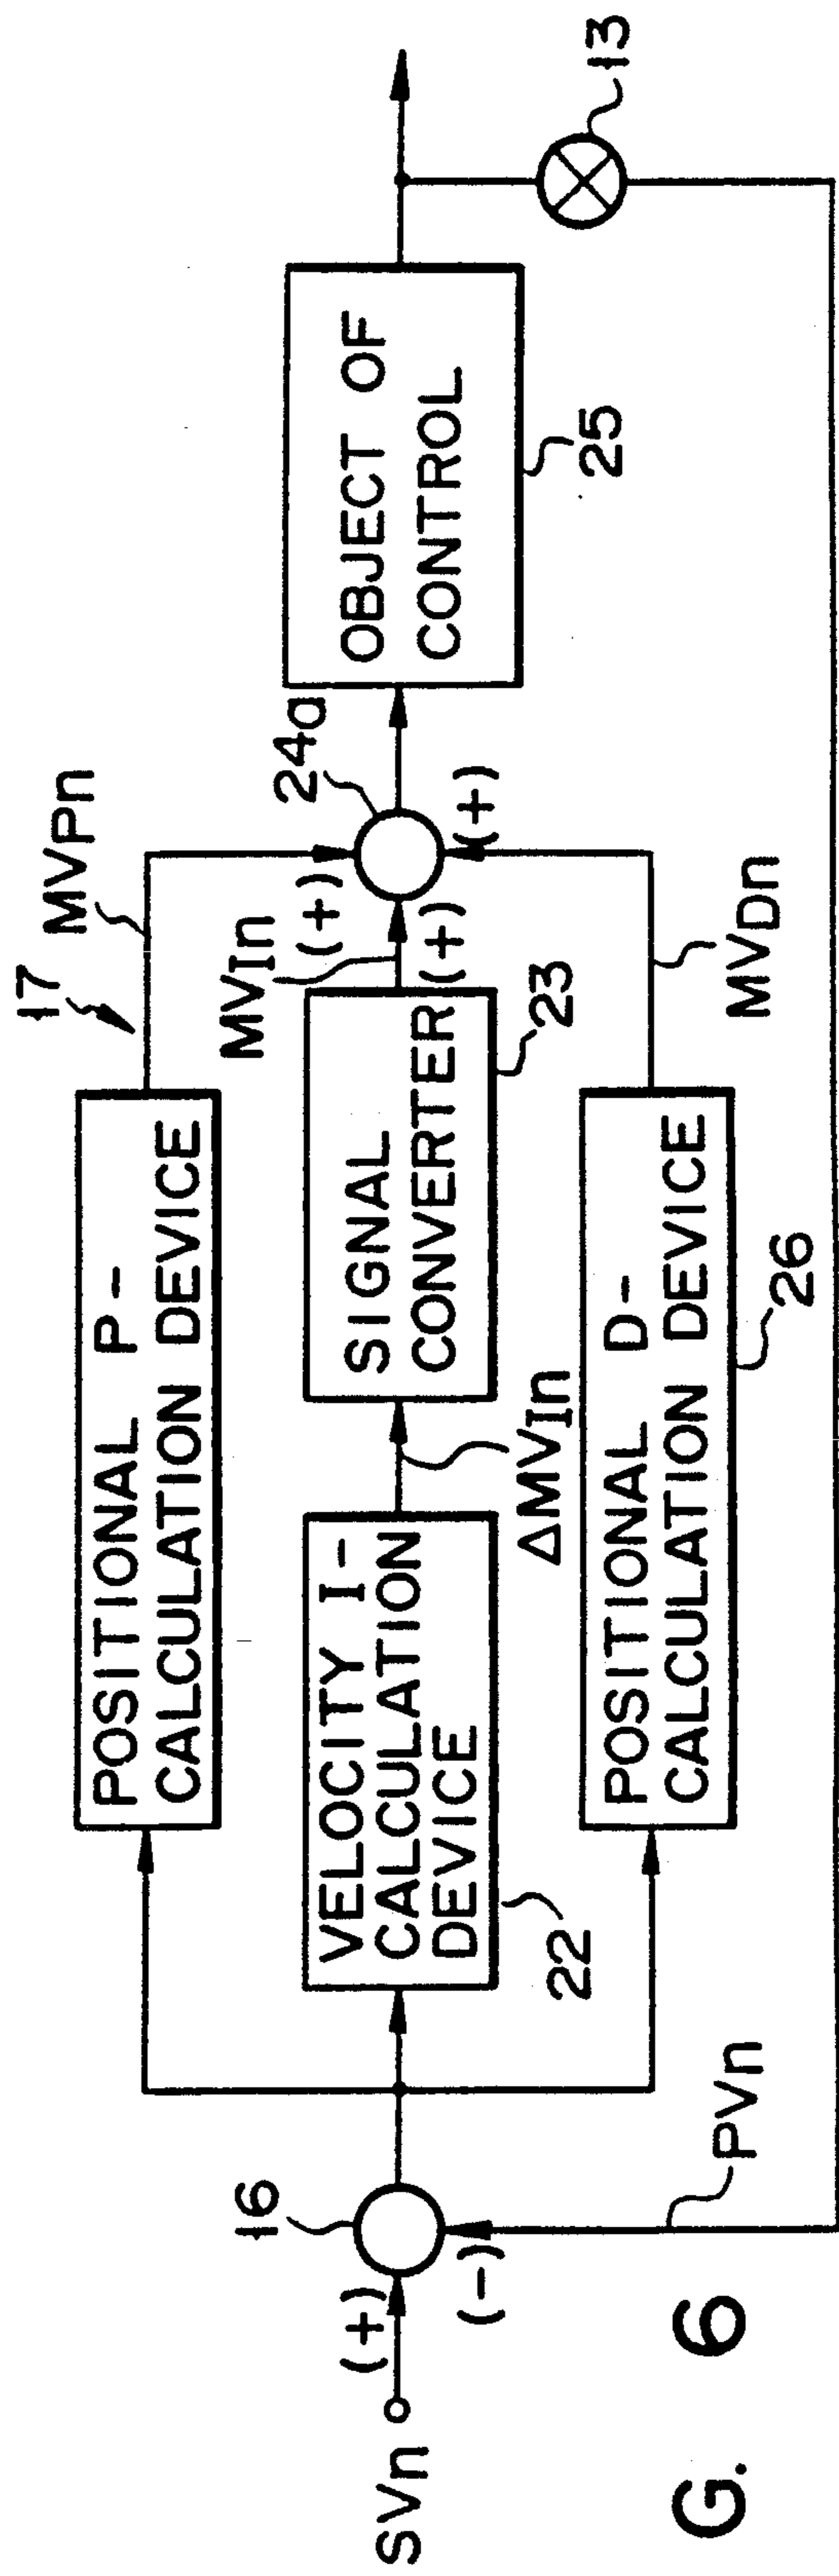 17
MVPn
POSITIONAL P-
CALCULATION DEVICE
16
(+)
SVn
(-)
VELOCITY I-
CALCULATION
DEVICE
22
ΔMVIn
SIGNAL
CONVERTER
23
MVIn
(+)
(+)
24a
(+)
OBJECT OF
CONTROL
25
13
POSITIONAL D-
CALCULATION DEVICE
26
MVDn
PVn
G. 6